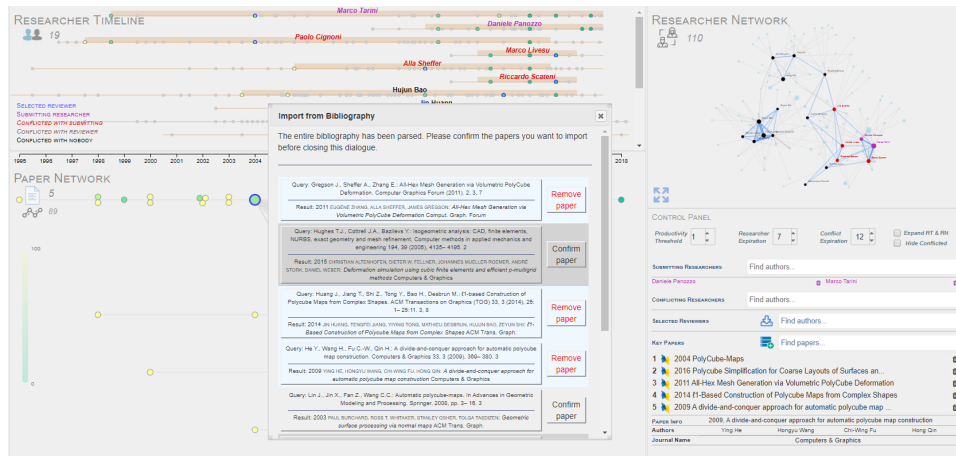 RESEARCHER TIMELINE
19
Marco Tarini
Daniele Panozzo
Paolo Cignoni
Marco Livesu
Alla Sheffer
Riccardo Scateni
Hujun Bao
Jin Huang
SELECTED REVIEWER
SUBMITTING RESEARCHER
CONFLICTED WITH SUBMITTING
CONFLICTED WITH REVIEWER
CONFLICTED WITH NOBODY
1995 1996 1997 1998 1999 2000 2001 2002 2003 2004 2018
PAPER NETWORK
5
89
100
0
Import from Bibliography
The entire bibliography has been parsed. Please confirm the papers you want to import
before closing this dialogue.
Query: Gregson J., Sheffer A., Zhang E.: All-Hex Mesh Generation via Volumetric PolyCube
Deformation. Computer Graphics Forum (2011). 2, 3, 7
Result: 2011 EUGENE ZHANG, ALLA SHEFFER, JAMES GREGSON: All-Hex Mesh Generation via
Volumetric PolyCube Deformation Comput. Graph. Forum
Remove
paper
Query: Hughes T.J., Cottrell J.A., Bazilevs Y.: Isogeometric analysis: CAD, finite elements,
NURBS, exact geometry and mesh refinement. Computer methods in applied mechanics and
engineering 194, 39 (2005), 4135– 4195. 2
Result: 2015 CHRISTIAN ALTENHOFEN, DIETER W. FELLNER, JOHANNES MUELLER-ROEMER, ANDRÉ
STORK, DANIEL WEBER: Deformation simulation using cubic finite elements and efficient p-multigrid
methods Computers & Graphics
Confirm
paper
Query: Huang J., Jiang T., Shi Z., Tong Y., Bao H., Desbrun M.: ℓ1-based Construction of
Polycube Maps from Complex Shapes. ACM Transactions on Graphics (TOG) 33, 3 (2014), 25:
1– 25:11. 3, 8
Result: 2014 JIN HUANG, TENGFEI JIANG, YIYING TONG, MATHIEU DESBRUN, HUJUN BAO, ZEYUN SHI: ℓ1-
Based Construction of Polycube Maps from Complex Shapes ACM Trans. Graph.
Remove
paper
Query: He Y., Wang H., Fu C.-W., Qin H.: A divide-and-conquer approach for automatic polycube
map construction. Computers & Graphics 33, 3 (2009), 369– 380. 3
Result: 2009 YING HE, HONGYU WANG, CHI-WING FU, HONG QIN: A divide-and-conquer approach for
automatic polycube map construction Computers & Graphics
Remove
paper
Query: Lin J., Jin X., Fan Z., Wang C.C.: Automatic polycube-maps. In Advances in Geometric
Modeling and Processing. Springer, 2008, pp. 3– 16. 3
Result: 2003 PAUL BURCHARD, ROSS T. WHITAKER, STANLEY OSHER, TOLGA TASDIZEN: Geometric
surface processing via normal maps ACM Trans. Graph.
Confirm
paper
RESEARCHER NETWORK
110
CONTROL PANEL
Productivity
Threshold 1
Researcher
Expiration 7
Conflict
Expiration 12
Expand RT & RN
Hide Conflicted
SUBMITTING RESEARCHERS Find authors...
Daniele Panozzo Marco Tarini
CONFLICTING RESEARCHERS Find authors...
SELECTED REVIEWERS Find authors...
KEY PAPERS Find papers...
1 2004 PolyCube-Maps
2 2016 Polycube Simplification for Coarse Layouts of Surfaces an...
3 2011 All-Hex Mesh Generation via Volumetric PolyCube Deformation
4 2014 ℓ1-Based Construction of Polycube Maps from Complex Shapes
5 2009 A divide-and-conquer approach for automatic polycube map ...
PAPER INFO 2009, A divide-and-conquer approach for automatic polycube map construction
Authors Ying He Hongyu Wang Chi-Wing Fu Hong Qin
Journal Name Computers & Graphics